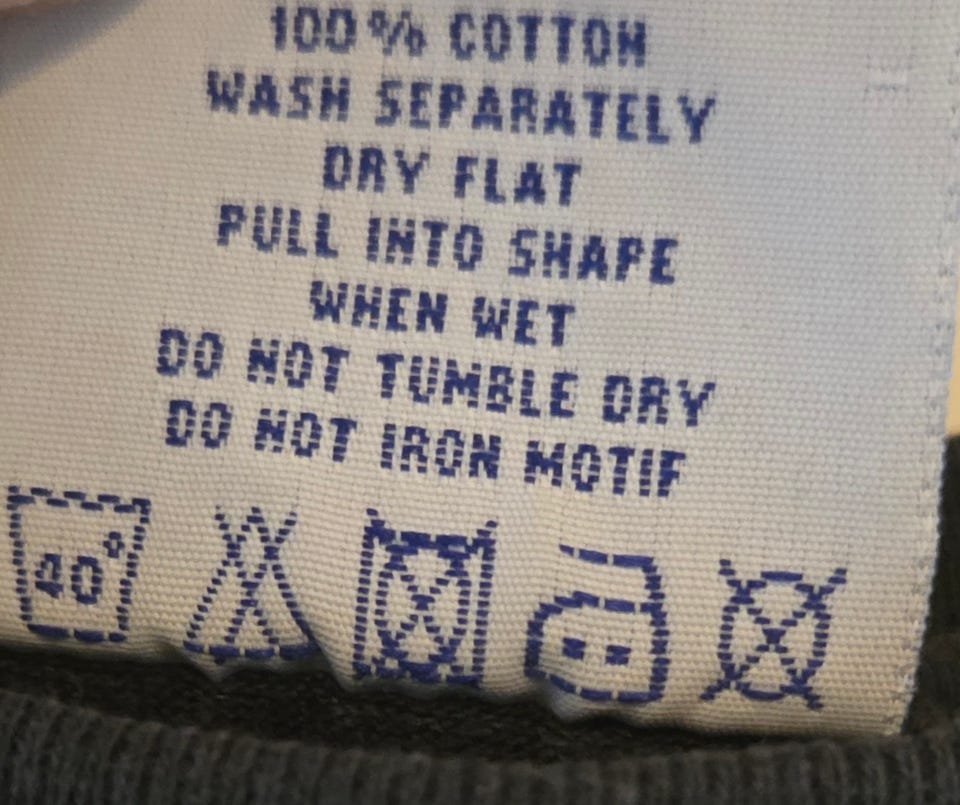 100% COTTON
WASH SEPARATELY
DRY FLAT
PULL INTO SHAPE
WHEN WET
DO NOT TUMBLE DRY
DO NOT IRON MOTIF
40°